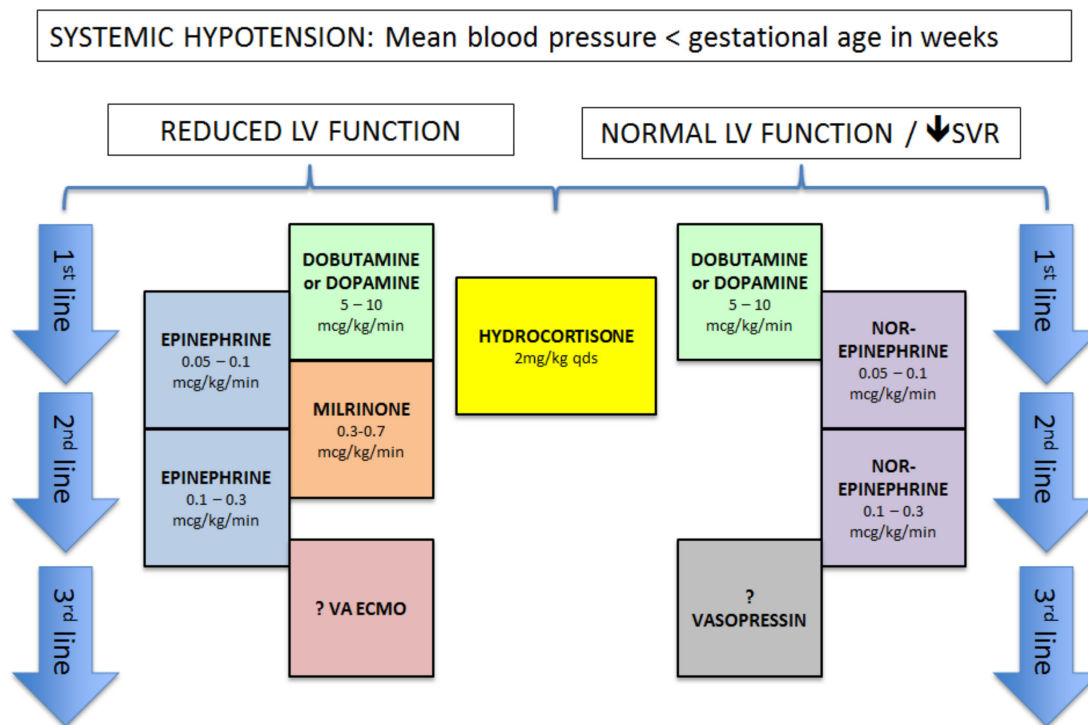 SYSTEMIC HYPOTENSION: Mean blood pressure < gestational age in weeks
REDUCED LV FUNCTION
NORMAL LV FUNCTION / 🡻SVR
1st line
2nd line
3rd line
EPINEPHRINE
0.05 – 0.1
mcg/kg/min
EPINEPHRINE
0.1 – 0.3
mcg/kg/min
DOBUTAMINE
or DOPAMINE
5 – 10
mcg/kg/min
MILRINONE
0.3-0.7
mcg/kg/min
? VA ECMO
HYDROCORTISONE
2mg/kg qds
DOBUTAMINE
or DOPAMINE
5 – 10
mcg/kg/min
?
VASOPRESSIN
NOR-
EPINEPHRINE
0.05 – 0.1
mcg/kg/min
NOR-
EPINEPHRINE
0.1 – 0.3
mcg/kg/min
1st line
2nd line
3rd line